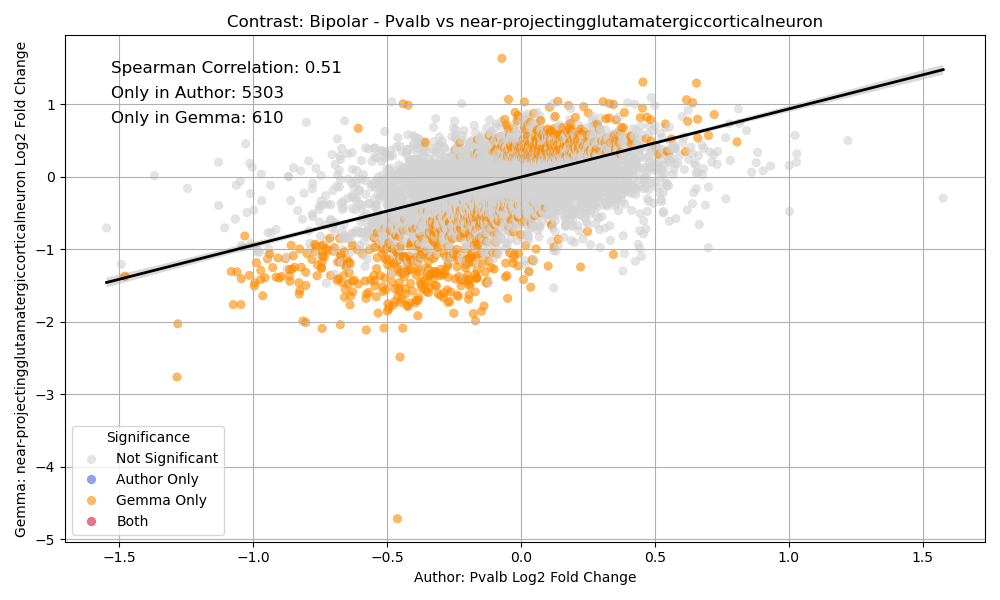 Contrast: Bipolar - Pvalb vs near-projectingglutamatergiccorticalneuron
Spearman Correlation: 0.51
Only in Author: 5303
Only in Gemma: 610
Gemma: near-projectingglutamatergiccorticalneuron Log2 Fold Change
1
0
−1
−2
−3
−4
−5
Significance
Not Significant
Author Only
Gemma Only
Both
−1.5 −1.0 −0.5 0.0 0.5 1.0 1.5
Author: Pvalb Log2 Fold Change